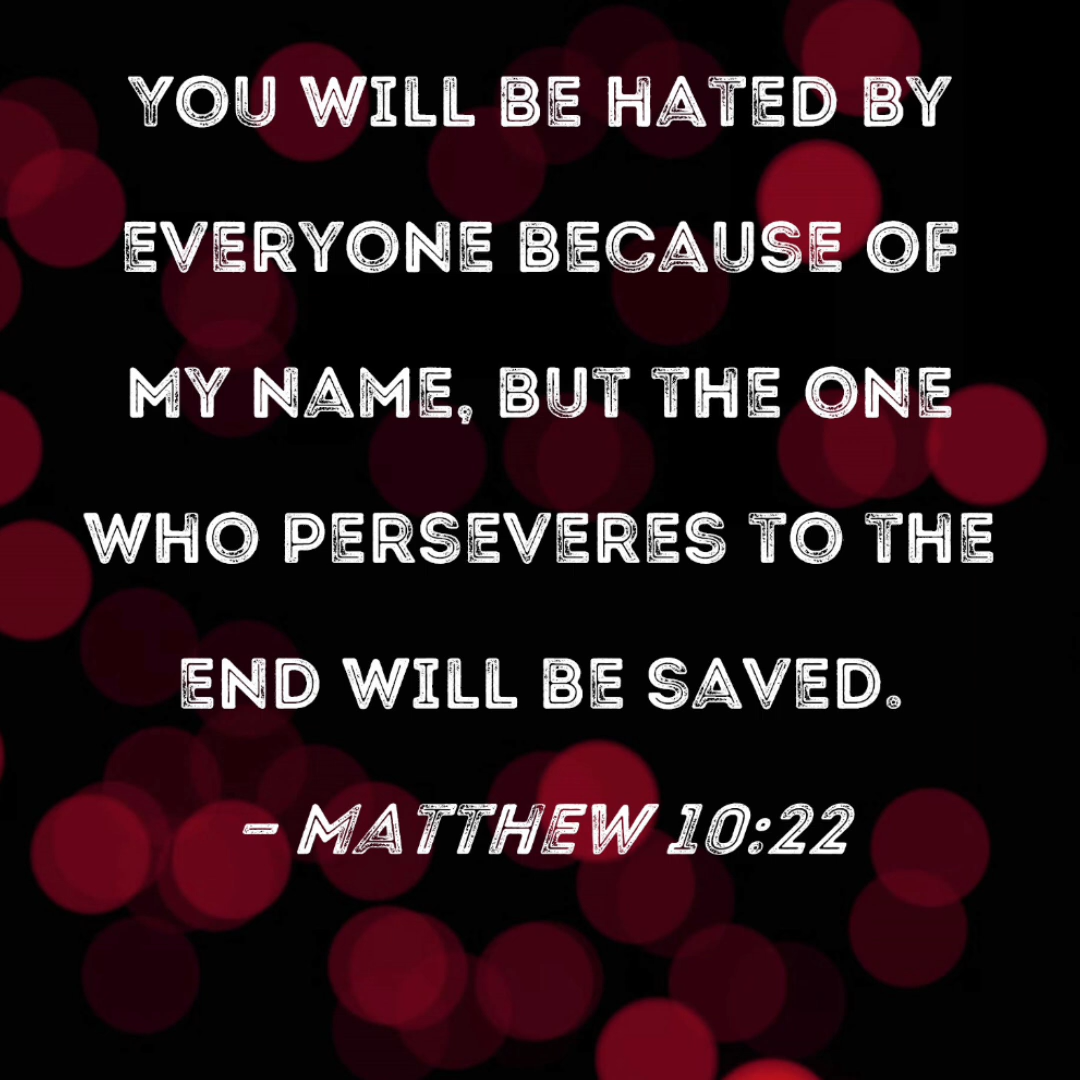 YOU WILL BE HATED BY
EVERYONE BECAUSE OF
MY NAME, BUT THE ONE
WHO PERSEVERES TO THE
END WILL BE SAVED.
- MATTHEW 10:22